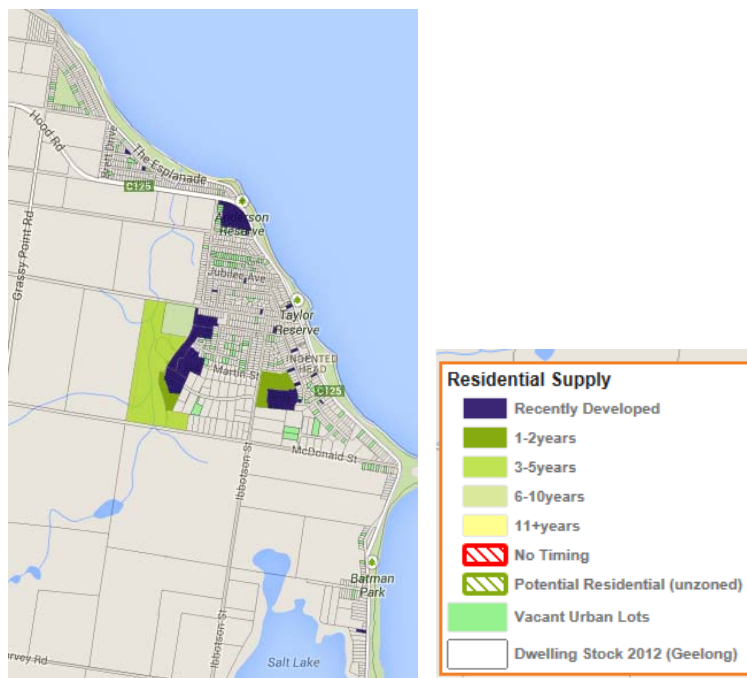 Hood Rd
Brett Drive
The Esplanade
C125
Grassy Point Rd
Anderson
Reserve
Jubilee Ave
Taylor
Reserve
INDENTED
HEAD
Martin St
C125
McDonald St
Ibbotson St
Batman
Park
Ibbotson St
Salt Lake
arvey Rd
Residential Supply
Recently Developed
1-2years
3-5years
6-10years
11+years
No Timing
Potential Residential (unzoned)
Vacant Urban Lots
Dwelling Stock 2012 (Geelong)